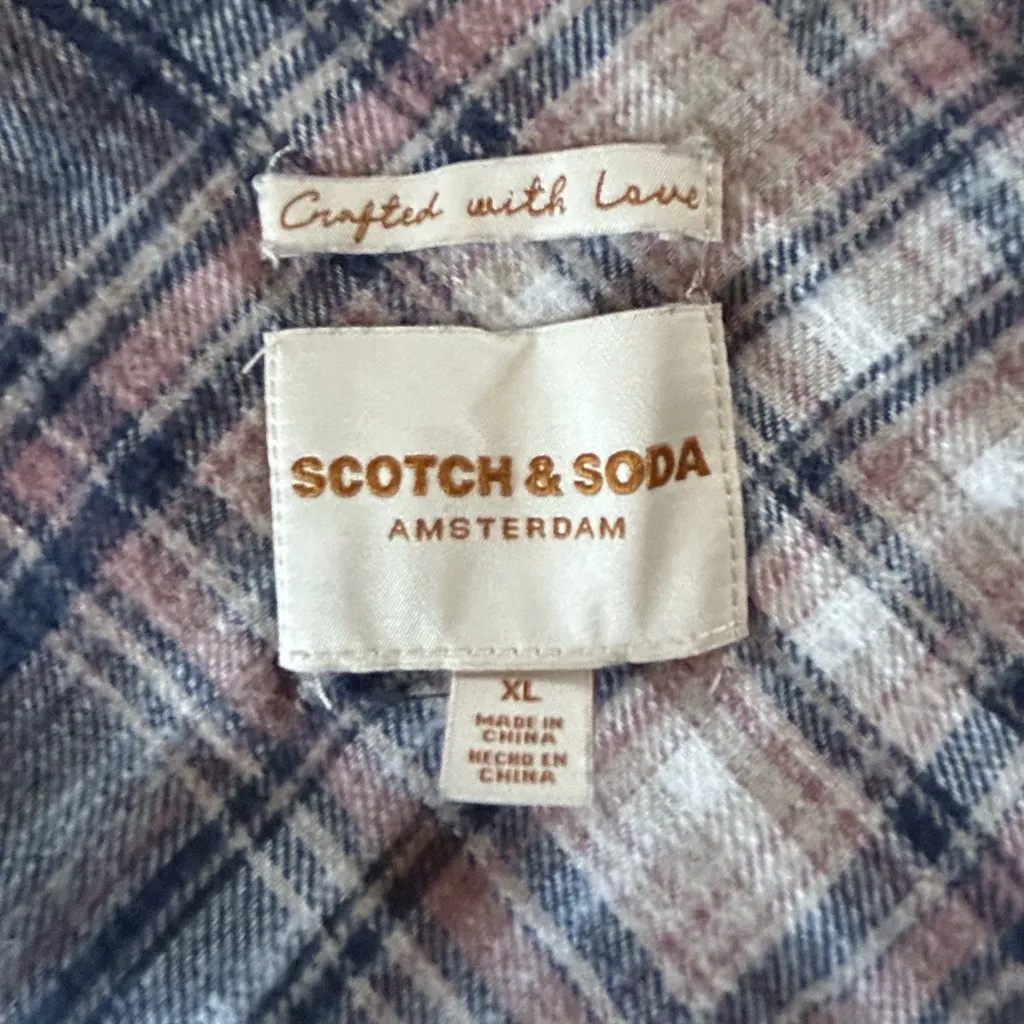 Crafted with Love
SCOTCH & SODA
AMSTERDAM
XL
MADE IN
CHINA
HECHO EN
CHINA